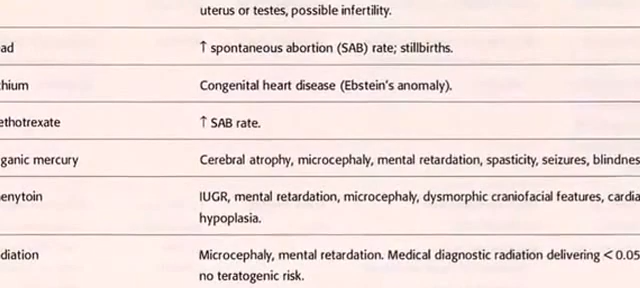 uterus or testes, possible infertility.
ad ↑ spontaneous abortion (SAB) rate; stillbirths.
thium Congenital heart disease (Ebstein's anomaly).
ethotrexate ↑ SAB rate.
ganic mercury Cerebral atrophy, microcephaly, mental retardation, spasticity, seizures, blindnes
enytoin IUGR, mental retardation, microcephaly, dysmorphic craniofacial features, cardia
hypoplasia.
diation Microcephaly, mental retardation. Medical diagnostic radiation delivering < 0.05
no teratogenic risk.